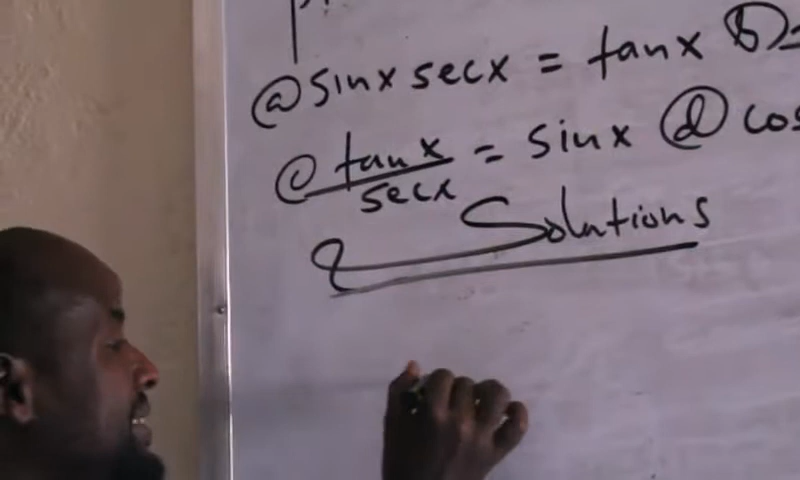 ⓐ sinx secx = tanx ⓑ
ⓒ tanx/secx = sinx ⓓ cos
Solutions